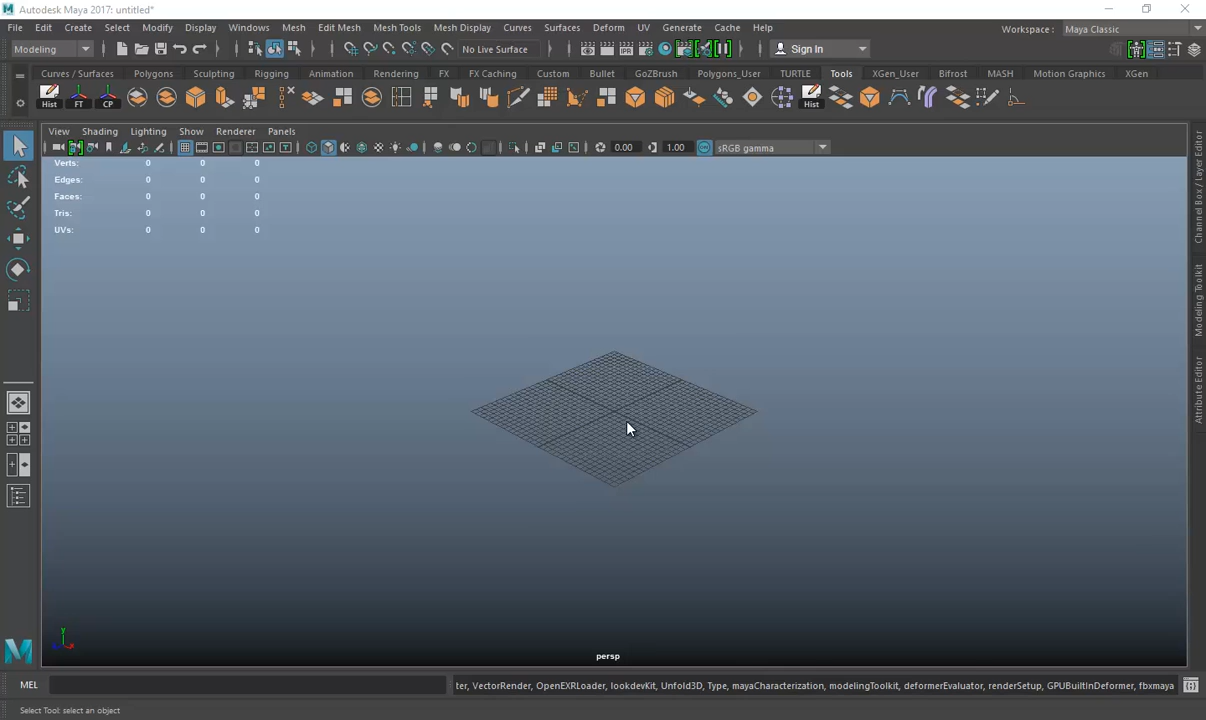 Autodesk Maya 2017: untitled*
File Edit Create Select Modify Display Windows Mesh Edit Mesh Mesh Tools Mesh Display Curves Surfaces Deform UV Generate Cache Help
Workspace : Maya Classic
Modeling No Live Surface Sign In
Curves / Surfaces Polygons Sculpting Rigging Animation Rendering FX FX Caching Custom Bullet GoZBrush Polygons_User TURTLE Tools XGen_User Bifrost MASH Motion Graphics XGen
Hist FT CP Hist
View Shading Lighting Show Renderer Panels
0.00 1.00 sRGB gamma
Verts: 0 0 0
Edges: 0 0 0
Faces: 0 0 0
Tris: 0 0 0
UVs: 0 0 0
Channel Box / Layer Editor
Modeling Toolkit
Attribute Editor
y
persp
MEL ter, VectorRender, OpenEXRLoader, lookdevKit, Unfold3D, Type, mayaCharacterization, modelingToolkit, deformerEvaluator, renderSetup, GPUBuiltInDeformer, fbxmaya
Select Tool: select an object